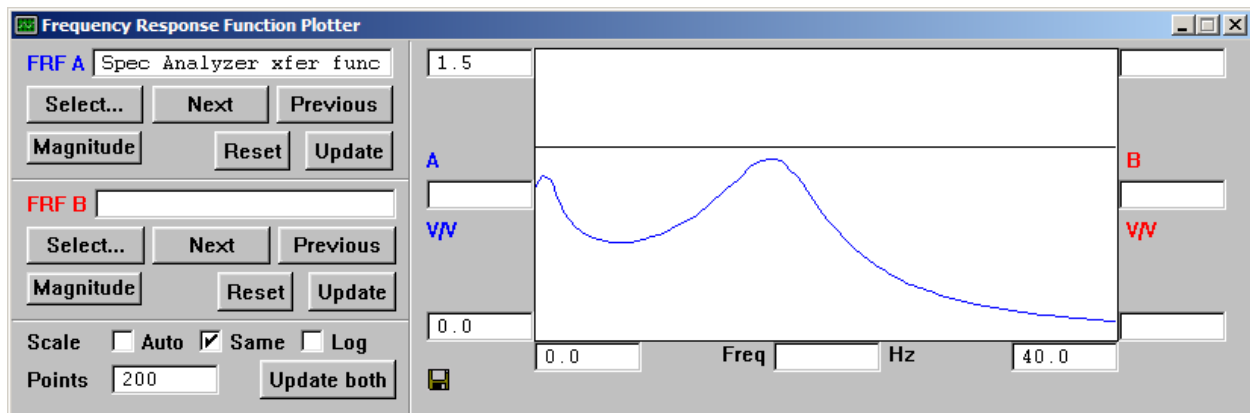 Frequency Response Function Plotter
FRF A Spec Analyzer xfer func
Select... Next Previous
Magnitude Reset Update
FRF B
Select... Next Previous
Magnitude Reset Update
Scale Auto Same Log
Points 200 Update both
1.5
A
V/V
0.0
0.0 Freq Hz 40.0
B
V/V